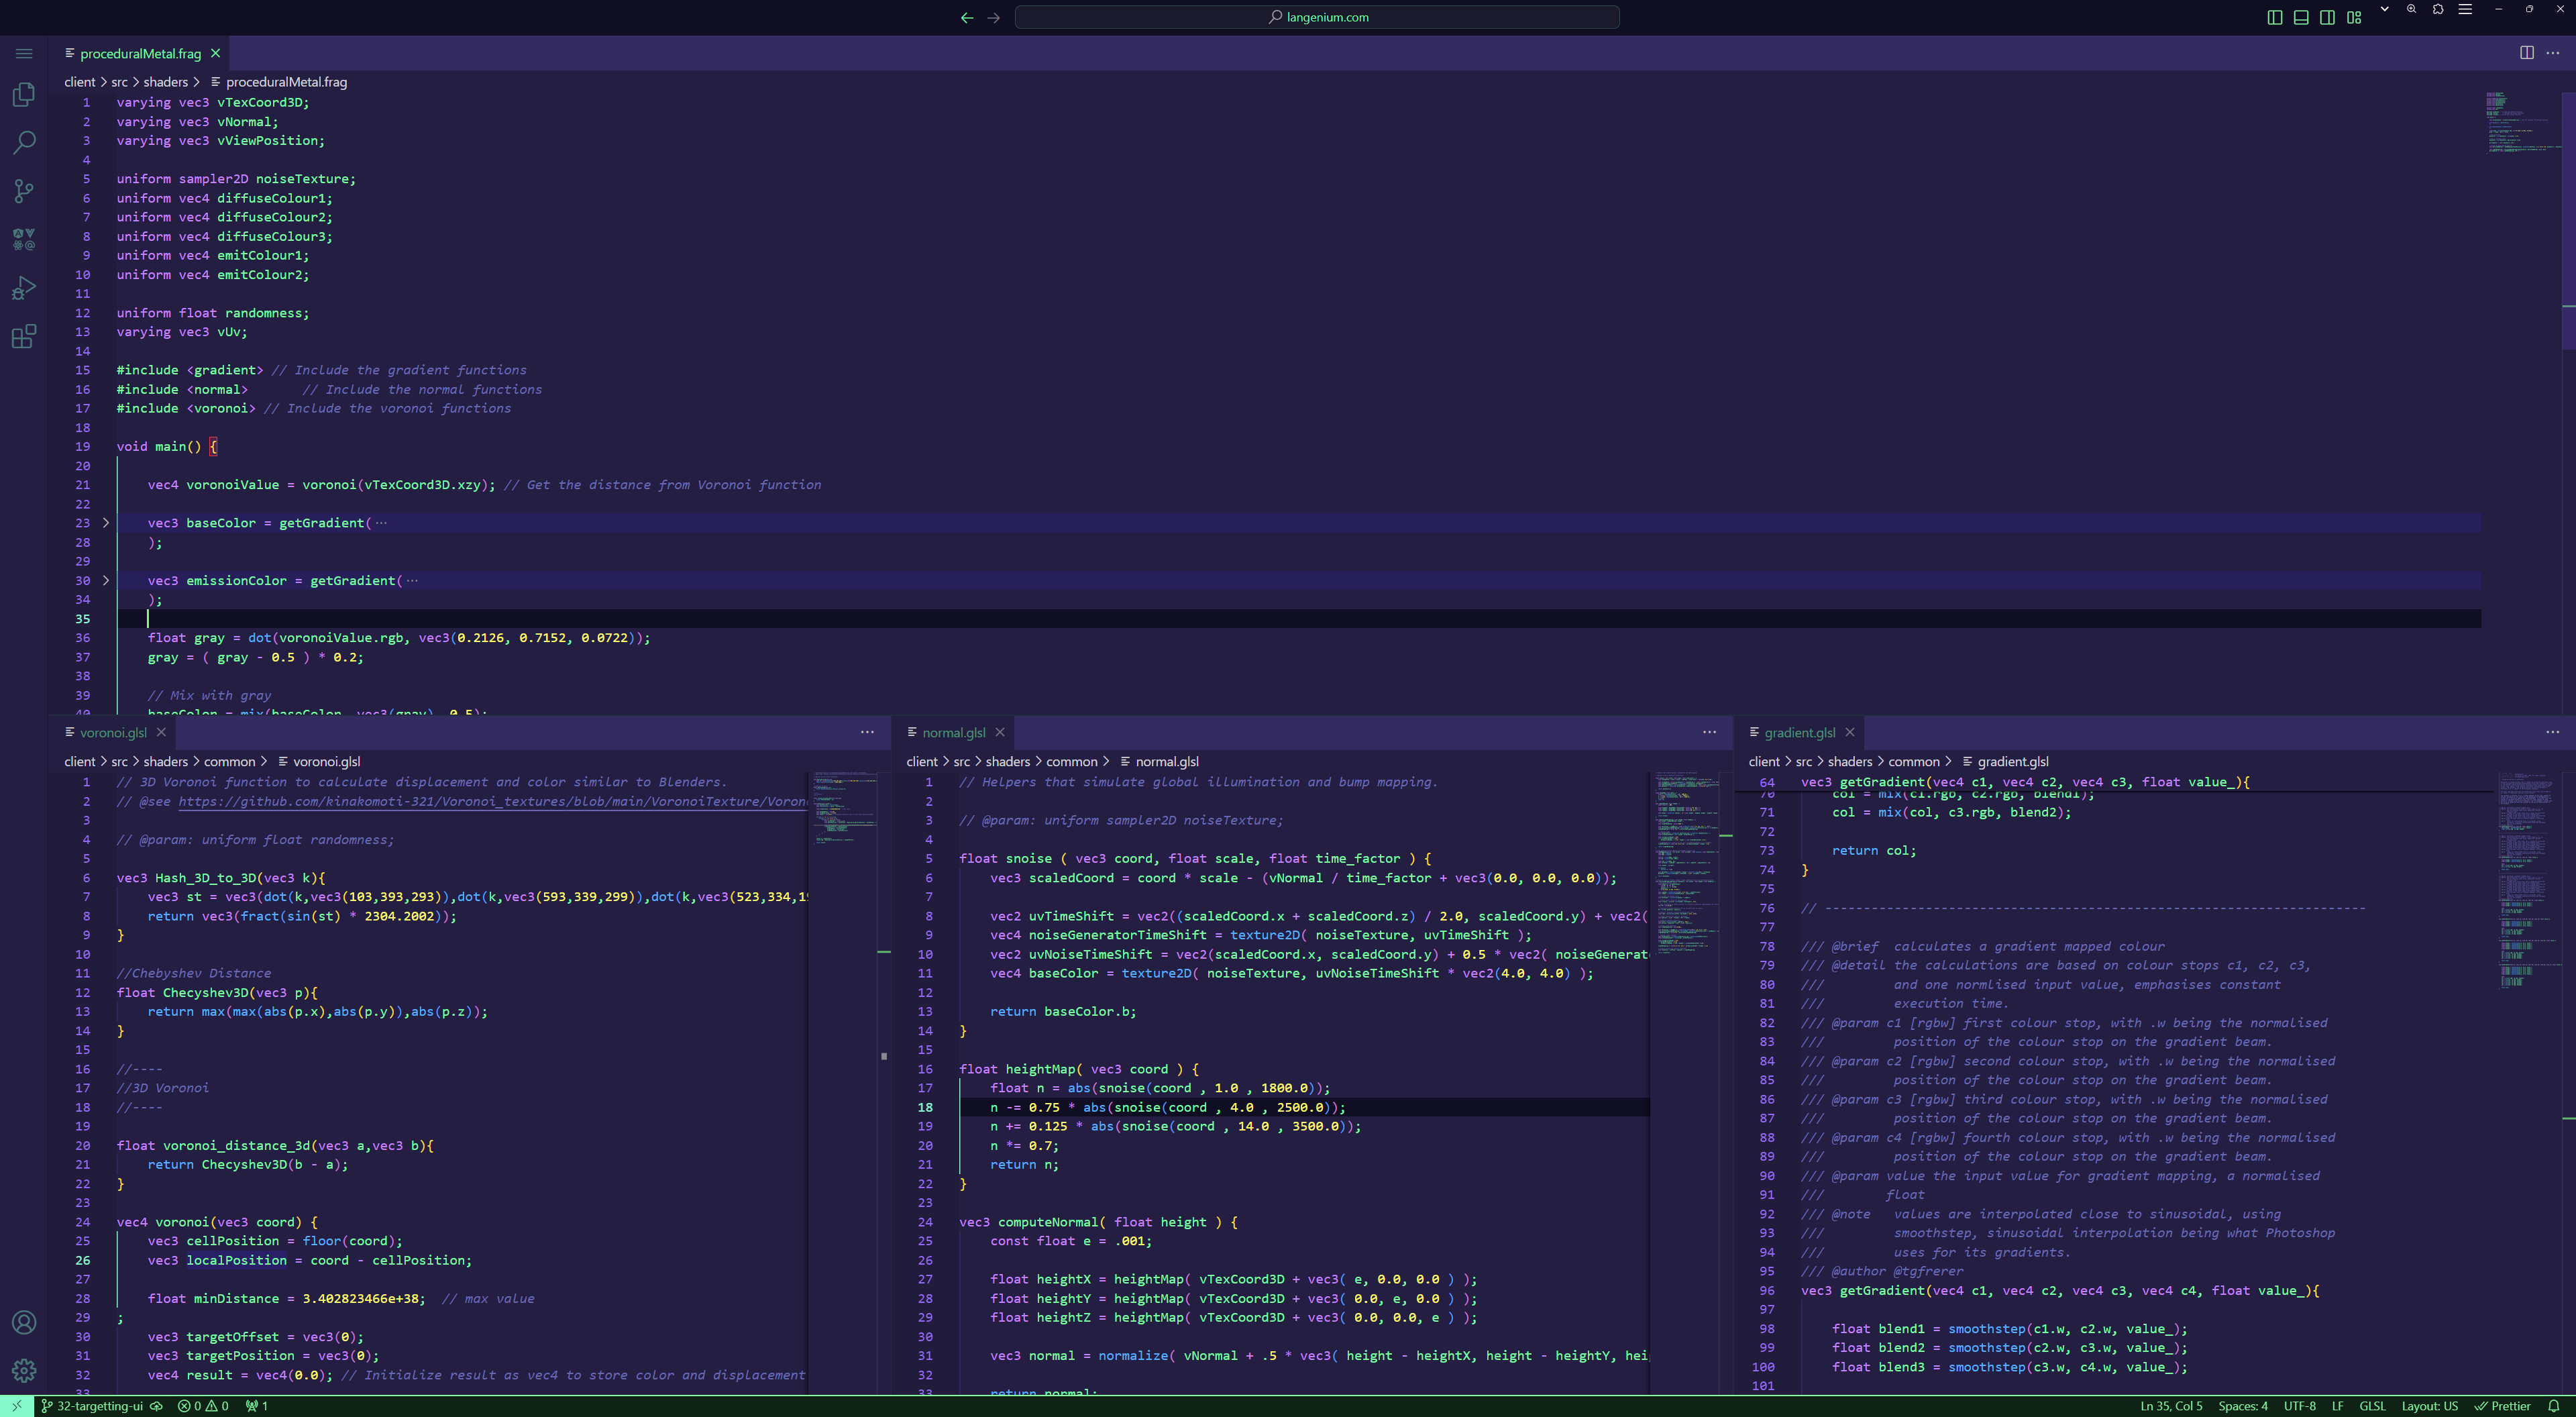 langenium.com
proceduralMetal.frag
client > src > shaders > proceduralMetal.frag
1 varying vec3 vTexCoord3D;
2 varying vec3 vNormal;
3 varying vec3 vViewPosition;
4
5 uniform sampler2D noiseTexture;
6 uniform vec4 diffuseColour1;
7 uniform vec4 diffuseColour2;
8 uniform vec4 diffuseColour3;
9 uniform vec4 emitColour1;
10 uniform vec4 emitColour2;
11
12 uniform float randomness;
13 varying vec3 vUv;
14
15 #include <gradient> // Include the gradient functions
16 #include <normal> // Include the normal functions
17 #include <voronoi> // Include the voronoi functions
18
19 void main() {
20
21 vec4 voronoiValue = voronoi(vTexCoord3D.xzy); // Get the distance from Voronoi function
22
23 vec3 baseColor = getGradient(···
28 );
29
30 vec3 emissionColor = getGradient(···
34 );
35
36 float gray = dot(voronoiValue.rgb, vec3(0.2126, 0.7152, 0.0722));
37 gray = ( gray - 0.5 ) * 0.2;
38
39 // Mix with gray
40 baseColor = mix(baseColor, vec3(gray), 0.5);
voronoi.glsl
client > src > shaders > common > voronoi.glsl
1 // 3D Voronoi function to calculate displacement and color similar to Blenders.
2 // @see https://github.com/kinakomoti-321/Voronoi_textures/blob/main/VoronoiTexture/Voron
3
4 // @param: uniform float randomness;
5
6 vec3 Hash_3D_to_3D(vec3 k){
7 vec3 st = vec3(dot(k,vec3(103,393,293)),dot(k,vec3(593,339,299)),dot(k,vec3(523,334,19
8 return vec3(fract(sin(st) * 2304.2002));
9 }
10
11 //Chebyshev Distance
12 float Checyshev3D(vec3 p){
13 return max(max(abs(p.x),abs(p.y)),abs(p.z));
14 }
15
16 //----
17 //3D Voronoi
18 //----
19
20 float voronoi_distance_3d(vec3 a,vec3 b){
21 return Checyshev3D(b - a);
22 }
23
24 vec4 voronoi(vec3 coord) {
25 vec3 cellPosition = floor(coord);
26 vec3 localPosition = coord - cellPosition;
27
28 float minDistance = 3.402823466e+38; // max value
29 ;
30 vec3 targetOffset = vec3(0);
31 vec3 targetPosition = vec3(0);
32 vec4 result = vec4(0.0); // Initialize result as vec4 to store color and displacement
33
normal.glsl
client > src > shaders > common > normal.glsl
1 // Helpers that simulate global illumination and bump mapping.
2
3 // @param: uniform sampler2D noiseTexture;
4
5 float snoise ( vec3 coord, float scale, float time_factor ) {
6 vec3 scaledCoord = coord * scale - (vNormal / time_factor + vec3(0.0, 0.0, 0.0));
7
8 vec2 uvTimeShift = vec2((scaledCoord.x + scaledCoord.z) / 2.0, scaledCoord.y) + vec2(
9 vec4 noiseGeneratorTimeShift = texture2D( noiseTexture, uvTimeShift );
10 vec2 uvNoiseTimeShift = vec2(scaledCoord.x, scaledCoord.y) + 0.5 * vec2( noiseGenerat
11 vec4 baseColor = texture2D( noiseTexture, uvNoiseTimeShift * vec2(4.0, 4.0) );
12
13 return baseColor.b;
14 }
15
16 float heightMap( vec3 coord ) {
17 float n = abs(snoise(coord , 1.0 , 1800.0));
18 n -= 0.75 * abs(snoise(coord , 4.0 , 2500.0));
19 n += 0.125 * abs(snoise(coord , 14.0 , 3500.0));
20 n *= 0.7;
21 return n;
22 }
23
24 vec3 computeNormal( float height ) {
25 const float e = .001;
26
27 float heightX = heightMap( vTexCoord3D + vec3( e, 0.0, 0.0 ) );
28 float heightY = heightMap( vTexCoord3D + vec3( 0.0, e, 0.0 ) );
29 float heightZ = heightMap( vTexCoord3D + vec3( 0.0, 0.0, e ) );
30
31 vec3 normal = normalize( vNormal + .5 * vec3( height - heightX, height - heightY, hei
32
33 return normal;
gradient.glsl
client > src > shaders > common > gradient.glsl
64 vec3 getGradient(vec4 c1, vec4 c2, vec4 c3, float value_){
70 col = mix(c1.rgb, c2.rgb, blend1);
71 col = mix(col, c3.rgb, blend2);
72
73 return col;
74 }
75
76 // ----------------------------------------------------------------------
77
78 /// @brief calculates a gradient mapped colour
79 /// @detail the calculations are based on colour stops c1, c2, c3,
80 /// and one normlised input value, emphasises constant
81 /// execution time.
82 /// @param c1 [rgbw] first colour stop, with .w being the normalised
83 /// position of the colour stop on the gradient beam.
84 /// @param c2 [rgbw] second colour stop, with .w being the normalised
85 /// position of the colour stop on the gradient beam.
86 /// @param c3 [rgbw] third colour stop, with .w being the normalised
87 /// position of the colour stop on the gradient beam.
88 /// @param c4 [rgbw] fourth colour stop, with .w being the normalised
89 /// position of the colour stop on the gradient beam.
90 /// @param value the input value for gradient mapping, a normalised
91 /// float
92 /// @note values are interpolated close to sinusoidal, using
93 /// smoothstep, sinusoidal interpolation being what Photoshop
94 /// uses for its gradients.
95 /// @author @tgfrerer
96 vec3 getGradient(vec4 c1, vec4 c2, vec4 c3, vec4 c4, float value_){
97
98 float blend1 = smoothstep(c1.w, c2.w, value_);
99 float blend2 = smoothstep(c2.w, c3.w, value_);
100 float blend3 = smoothstep(c3.w, c4.w, value_);
101
32-targetting-ui 0 0 1 Ln 35, Col 5 Spaces: 4 UTF-8 LF GLSL Layout: US Prettier